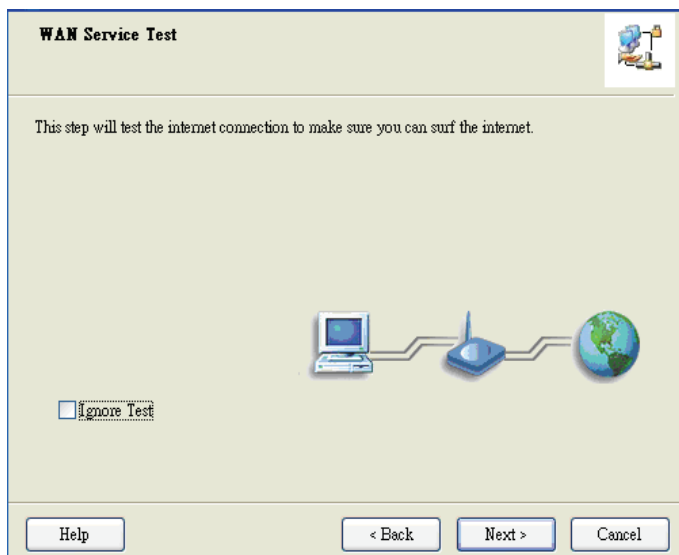 WAN Service Test
This step will test the internet connection to make sure you can surf the internet.
Ignore Test
Help
< Back
Next >
Cancel